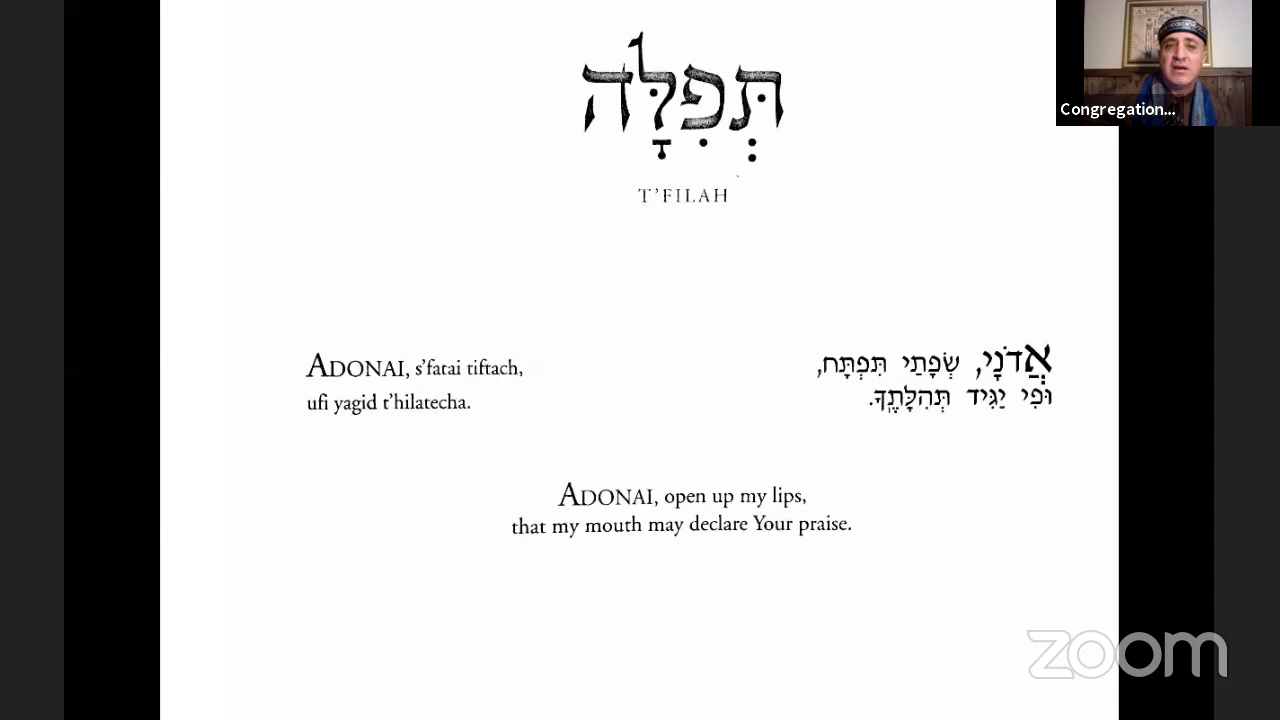 תְּפִלָּה
T’FILAH
ADONAI, s’fatai tiftach,
ufi yagid t’hilatecha.
אֲדֹנָי, שְׂפָתַי תִּפְתָּח,
וּפִי יַגִּיד תְּהִלָּתֶֽךָ.
ADONAI, open up my lips,
that my mouth may declare Your praise.
Congregation...
zoom